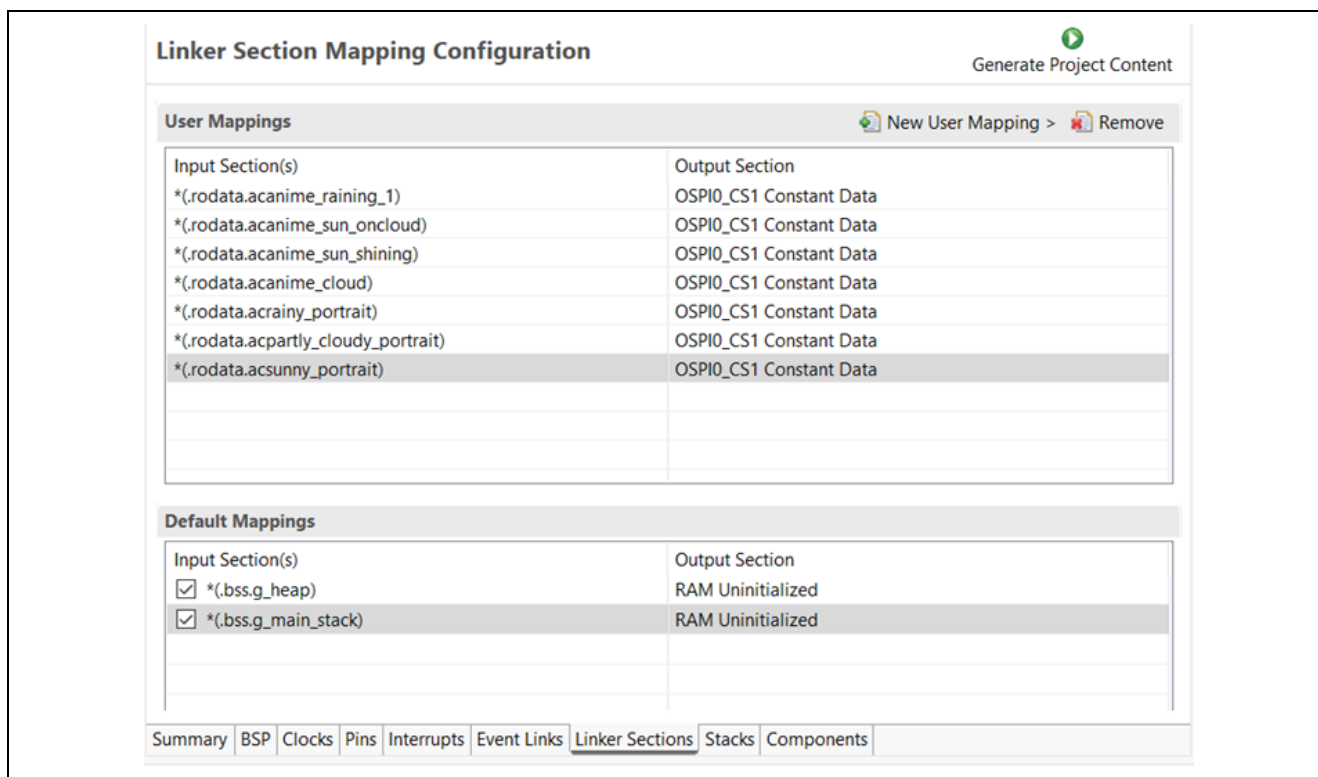 Linker Section Mapping Configuration
Generate Project Content
User Mappings New User Mapping > Remove
Input Section(s) Output Section
*(.rodata.acanime_raining_1) OSPI0_CS1 Constant Data
*(.rodata.acanime_sun_oncloud) OSPI0_CS1 Constant Data
*(.rodata.acanime_sun_shining) OSPI0_CS1 Constant Data
*(.rodata.acanime_cloud) OSPI0_CS1 Constant Data
*(.rodata.acrainy_portrait) OSPI0_CS1 Constant Data
*(.rodata.acpartly_cloudy_portrait) OSPI0_CS1 Constant Data
*(.rodata.acsunny_portrait) OSPI0_CS1 Constant Data
Default Mappings
Input Section(s) Output Section
*(.bss.g_heap) RAM Uninitialized
*(.bss.g_main_stack) RAM Uninitialized
Summary BSP Clocks Pins Interrupts Event Links Linker Sections Stacks Components